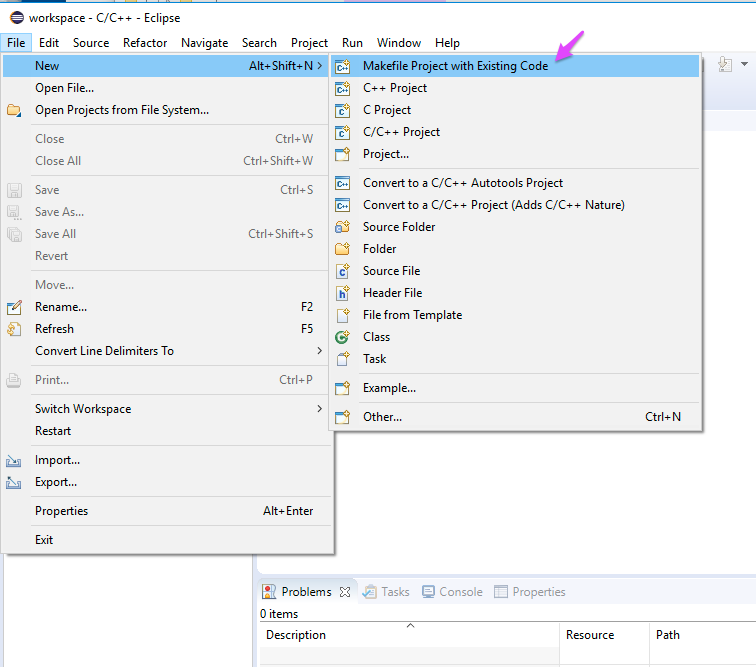 workspace - C/C++ - Eclipse
File Edit Source Refactor Navigate Search Project Run Window Help
New Alt+Shift+N
Open File...
Open Projects from File System...
Close Ctrl+W
Close All Ctrl+Shift+W
Save Ctrl+S
Save As...
Save All Ctrl+Shift+S
Revert
Move...
Rename... F2
Refresh F5
Convert Line Delimiters To
Print... Ctrl+P
Switch Workspace
Restart
Import...
Export...
Properties Alt+Enter
Exit
Makefile Project with Existing Code
C++ Project
C Project
C/C++ Project
Project...
Convert to a C/C++ Autotools Project
Convert to a C/C++ Project (Adds C/C++ Nature)
Source Folder
Folder
Source File
Header File
File from Template
Class
Task
Example...
Other... Ctrl+N
Problems Tasks Console Properties
0 items
Description Resource Path